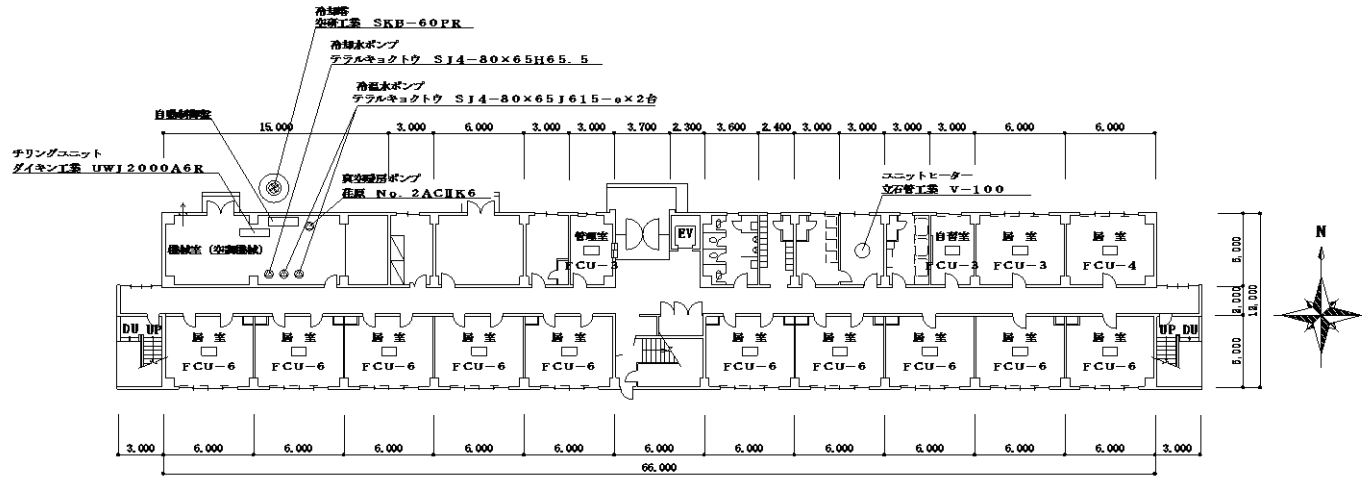 冷却塔
空研工業 SKB-60PR
冷却水ポンプ
テラルキョクトウ SJ4-80×65H65.5
冷温水ポンプ
テラルキョクトウ SJ4-80×65J615-e×2台
自動制御盤
15.000 3.000 6.000 3.000 3.000 3.700 2.300 3.600 2.400 3.000 3.000 3.000 3.000 6.000 6.000
チリングユニット
ダイキン工業 UWJ2000A6R
真空暖房ポンプ
荏原 No. 2ACⅡK6
ユニットヒーター
立石管工業 V-100
機械室(空調機械)
管理室
FCU-3
EV
自習室
FCU-3
居室
FCU-3
居室
FCU-4
N
5.000
2.000
5.000
12.000
DU UP
居室
FCU-6
居室
FCU-6
居室
FCU-6
居室
FCU-6
居室
FCU-6
居室
FCU-6
居室
FCU-6
居室
FCU-6
居室
FCU-6
居室
FCU-6
UP DU
3.000 6.000 6.000 6.000 6.000 6.000 6.000 6.000 6.000 6.000 6.000 6.000 3.000
66.000